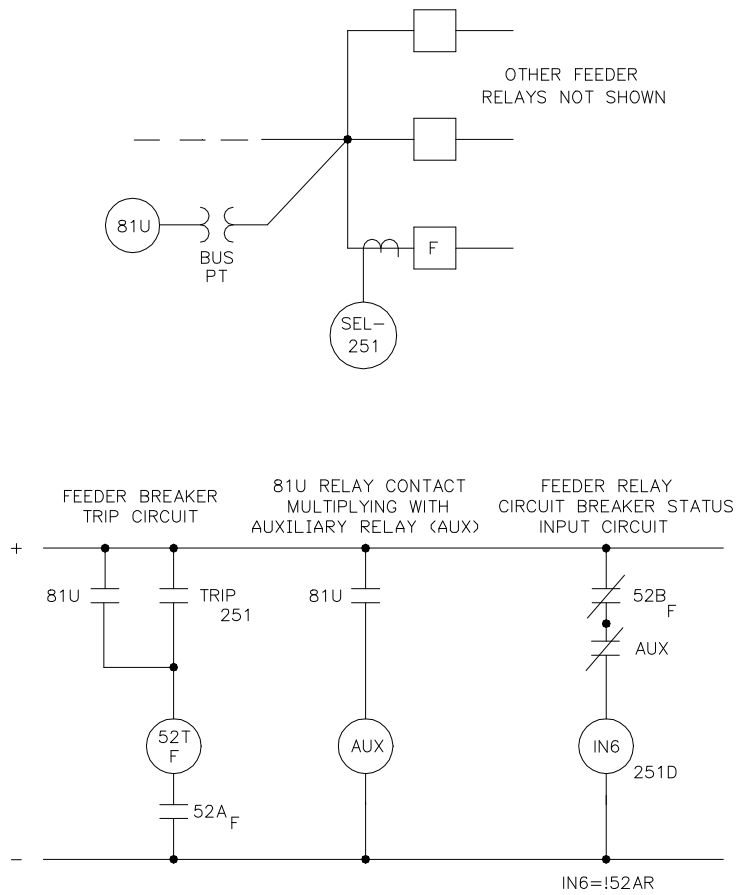 OTHER FEEDER
RELAYS NOT SHOWN
81U
BUS
PT
F
SEL-
251
FEEDER BREAKER
TRIP CIRCUIT
81U RELAY CONTACT
MULTIPLYING WITH
AUXILIARY RELAY (AUX)
FEEDER RELAY
CIRCUIT BREAKER STATUS
INPUT CIRCUIT
+
81U
TRIP
251
81U
52B
F
AUX
52T
F
AUX
IN6
251D
52A
F
-
IN6=!52AR